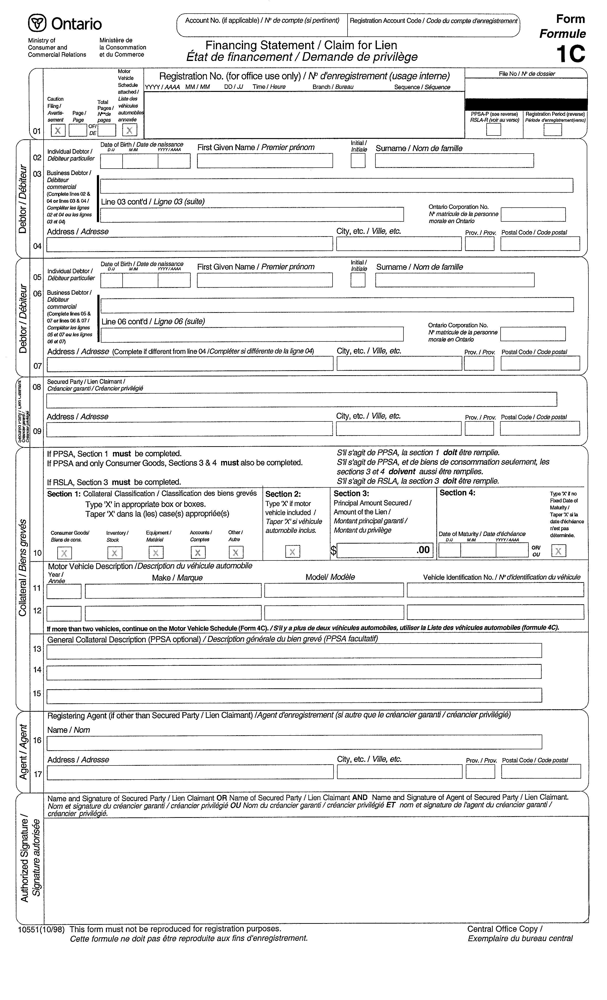 Ontario
Ministry of Consumer and Commercial Relations
Ministère de la Consommation et du Commerce
Account No. (if applicable) / Nº de compte (si pertinent)
Registration Account Code / Code du compte d'enregistrement
Form
Formule
1C
Financing Statement / Claim for Lien
État de financement / Demande de privilège
01
Caution Filing / Avertis-sement
X
Page / Page
OF/ DE
Total Pages / Nbre de pages
Motor Vehicle Schedule attached / Liste des véhicules automobiles annexée
X
Registration No. (for office use only) / Nº d'enregistrement (usage interne)
YYYY / AAAA MM / MM DD / JJ Time / Heure Branch / Bureau Sequence / Séquence
File No / Nº de dossier
PPSA-P (see reverse)
RSLA-R (voir au verso)
Registration Period (reverse)
Période d'enregistrement(verso)
Debtor / Débiteur
02
Individual Debtor /
Débiteur particulier
Date of Birth / Date de naissance
D/J M/M YYYY / AAAA
First Given Name / Premier prénom
Initial /
Initiale
Surname / Nom de famille
03
Business Debtor /
Débiteur
commercial
(Complete lines 02 &
04 or lines 03 & 04 /
Compléter les lignes
02 et 04 ou les lignes
03 et 04)
Line 03 cont'd / Ligne 03 (suite)
Ontario Corporation No.
Nº matricule de la personne
morale en Ontario
04
Address / Adresse
City, etc. / Ville, etc.
Prov. / Prov.
Postal Code / Code postal
Debtor / Débiteur
05
Individual Debtor /
Débiteur particulier
Date of Birth / Date de naissance
D/J M/M YYYY / AAAA
First Given Name / Premier prénom
Initial /
Initiale
Surname / Nom de famille
06
Business Debtor /
Débiteur
commercial
(Complete lines 05 &
07 or lines 06 & 07 /
Compléter les lignes
05 et 07 ou les lignes
06 et 07)
Line 06 cont'd / Ligne 06 (suite)
Ontario Corporation No.
Nº matricule de la personne
morale en Ontario
07
Address / Adresse (Complete if different from line 04 /Compléter si différente de la ligne 04)
City, etc. / Ville, etc.
Prov. / Prov.
Postal Code / Code postal
Secured Party / Lien Claimant
Créancier garanti /
Créancier privilégié
08
Secured Party / Lien Claimant /
Créancier garanti / Créancier privilégié
09
Address / Adresse
City, etc. / Ville, etc.
Prov. / Prov.
Postal Code / Code postal
Collateral / Biens grevés
If PPSA, Section 1 must be completed.
If PPSA and only Consumer Goods, Sections 3 & 4 must also be completed.
If RSLA, Section 3 must be completed.
S'il s'agit de PPSA, la section 1 doit être remplie.
S'il s'agit de PPSA, et de biens de consommation seulement, les
sections 3 et 4 doivent aussi être remplies.
S'il s'agit de RSLA, la section 3 doit être remplie.
Section 1: Collateral Classification / Classification des biens grevés
Type 'X' in appropriate box or boxes.
Taper 'X' dans la (les) case(s) appropriée(s)
10
Consumer Goods/
Biens de cons.
X
Inventory /
Stock
X
Equipment /
Matériel
X
Accounts /
Comptes
X
Other /
Autre
X
Section 2:
Type 'X' if motor
vehicle included /
Taper 'X' si véhicule
automobile inclus.
X
Section 3:
Principal Amount Secured /
Amount of the Lien /
Montant principal garanti /
Montant du privilège
$ .00
Section 4:
Date of Maturity / Date d'échéance
D/J M/M YYYY / AAAA
OR/
OU
Type 'X' if no
Fixed Date of
Maturity /
Taper 'X' si la
date d'échéance
n'est pas
déterminée.
X
Motor Vehicle Description /Description du véhicule automobile
Year /
Année
Make / Marque
Model/ Modèle
Vehicle Identification No. / Nº d'identification du véhicule
11
12
If more than two vehicles, continue on the Motor Vehicle Schedule (Form 4C). / S'il y a plus de deux véhicules automobiles, utiliser la Liste des véhicules automobiles (formule 4C).
General Collateral Description (PPSA optional) / Description générale du bien grevé (PPSA facultatif)
13
14
15
Agent / Agent
Registering Agent (if other than Secured Party / Lien Claimant) /Agent d'enregistrement (si autre que le créancier garanti / créancier privilégié)
Name / Nom
16
Address / Adresse
City, etc. / Ville, etc.
Prov. / Prov.
Postal Code / Code postal
17
Authorized Signature /
Signature autorisée
Name and Signature of Secured Party / Lien Claimant OR Name of Secured Party / Lien Claimant AND Name and Signature of Agent of Secured Party / Lien Claimant.
Nom et signature du créancier garanti / créancier privilégié OU Nom du créancier garanti / créancier privilégié ET nom et signature de l'agent du créancier garanti /
créancier privilégié.
10551(10/98) This form must not be reproduced for registration purposes.
Cette formule ne doit pas être reproduite aux fins d'enregistrement.
Central Office Copy /
Exemplaire du bureau central